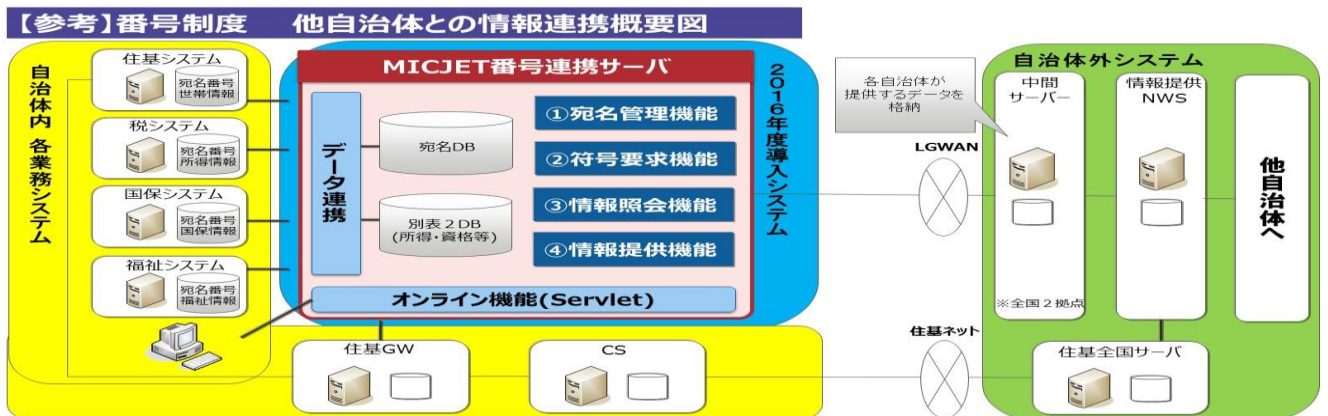 【参考】番号制度　他自治体との情報連携概要図
自治体内 各業務システム
住基システム
宛名番号
世帯情報
税システム
宛名番号
所得情報
国保システム
宛名番号
国保情報
福祉システム
宛名番号
福祉情報
MICJET番号連携サーバ
データ連携
宛名DB
別表２DB
(所得・資格等)
①宛名管理機能
②符号要求機能
③情報照会機能
④情報提供機能
オンライン機能(Servlet)
2016年度導入システム
住基GW
CS
各自治体が
提供するデータを
格納
LGWAN
住基ネット
自治体外システム
中間
サーバー
※全国２拠点
情報提供
NWS
他自治体へ
住基全国サーバ